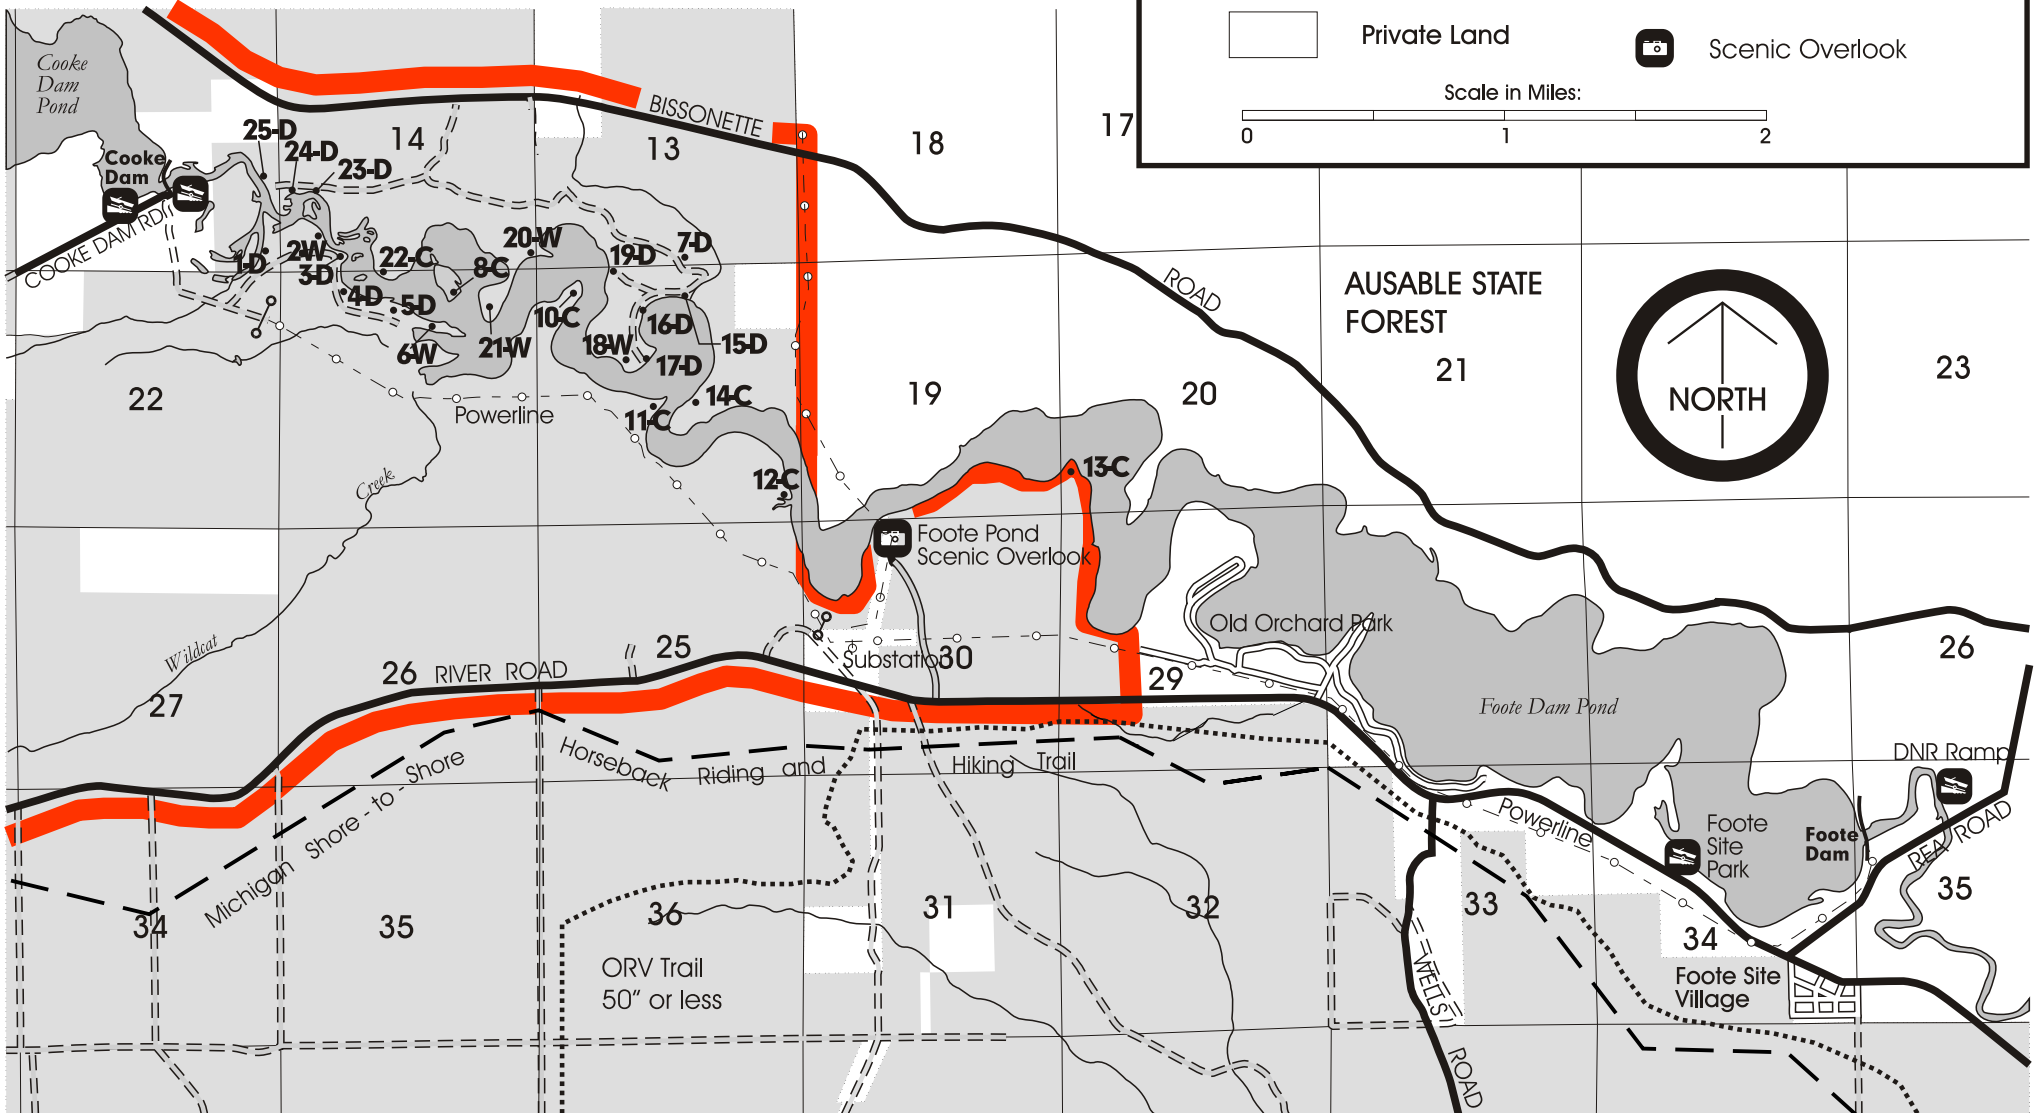 Private Land
Scenic Overlook
Scale in Miles:
0
1
2
Cooke
Dam
Pond
BISSONETTE
14
13
18
17
25-D
24-D
23-D
Cooke
Dam
COOKE DAM RD.
1-D
2-W
3-D
22-C
4-D
5-D
8-C
20-W
19-D
7-D
10-C
16-D
15-D
6-W
21-W
18-W
17-D
14-C
11-C
12-C
13-C
ROAD
AUSABLE STATE
FOREST
NORTH
22
19
20
21
23
Powerline
Creek
Wildcat
Foote Pond
Scenic Overlook
Old Orchard Park
Substation
30
29
25
26
RIVER ROAD
27
26
Foote Dam Pond
DNR Ramp
Michigan Shore-to-Shore Horseback Riding and Hiking Trail
Powerline
Foote
Site
Park
Foote
Dam
REA ROAD
34
35
36
31
32
33
34
35
ORV Trail
50" or less
WELLS
ROAD
Foote Site
Village